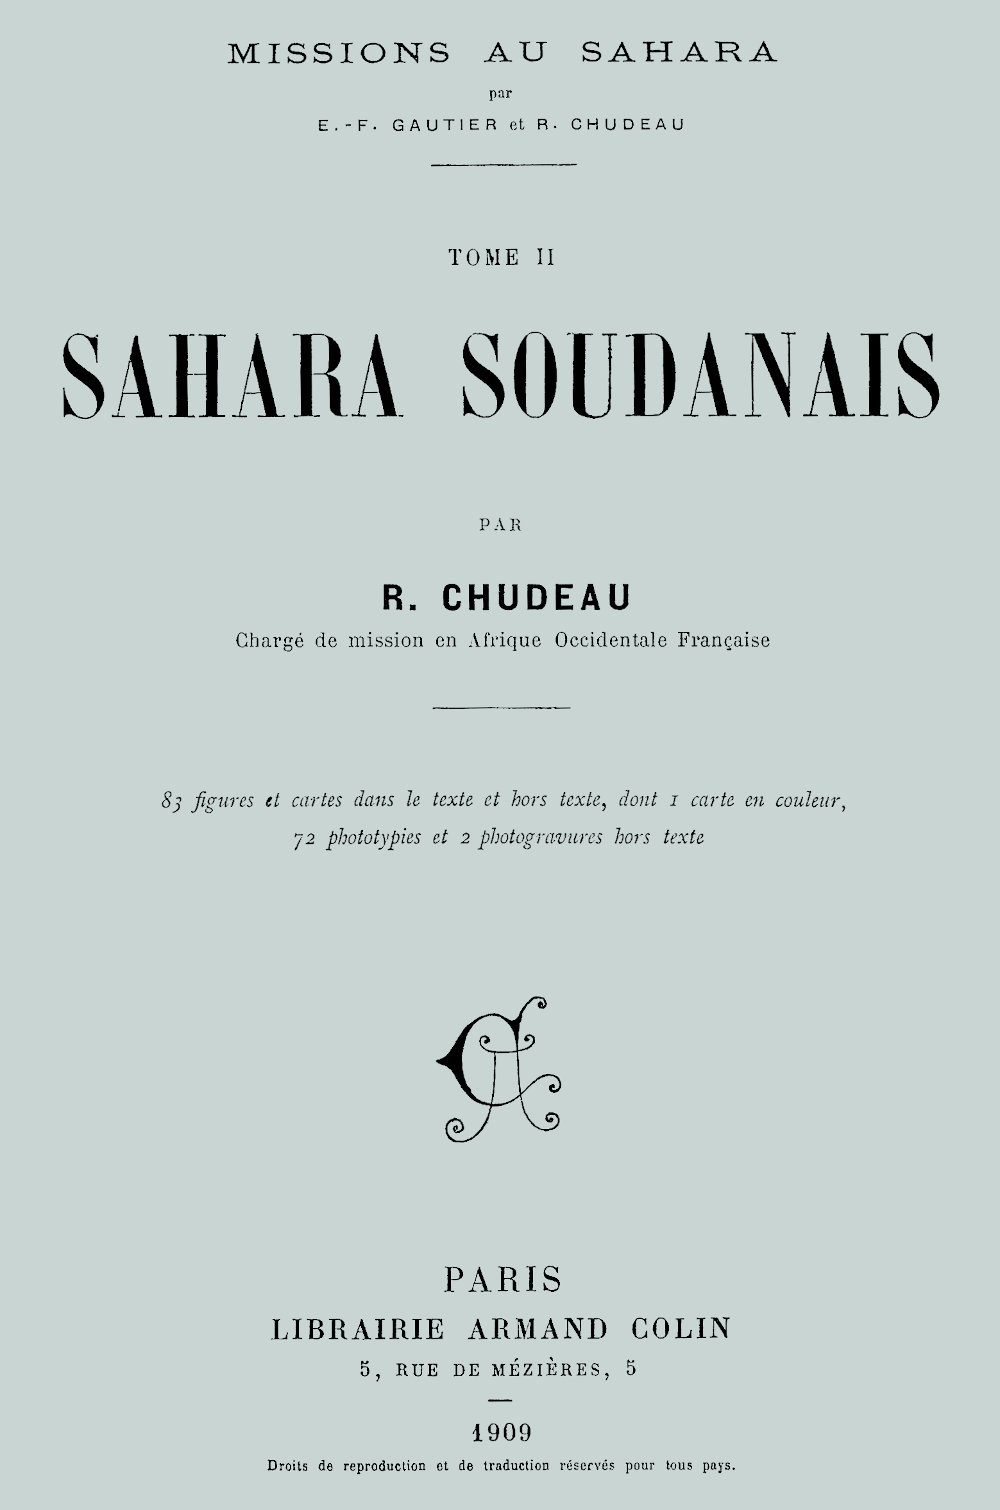 MISSIONS AU SAHARA
par
E.-F. GAUTIER et R. CHUDEAU
TOME II
SAHARA SOUDANAIS
PAR
R. CHUDEAU
Chargé de mission en Afrique Occidentale Française
83 figures et cartes dans le texte et hors texte, dont 1 carte en couleur,
72 phototypies et 2 photogravures hors texte
PARIS
LIBRAIRIE ARMAND COLIN
5, RUE DE MÉZIÈRES, 5
1909
Droits de reproduction et de traduction réservés pour tous pays.